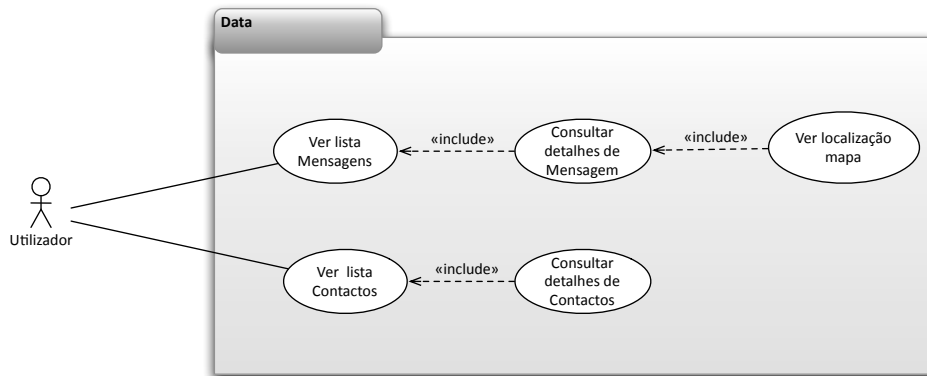 Data
Ver lista
Mensagens
«include»
Consultar
detalhes de
Mensagem
«include»
Ver localização
mapa
Utilizador
Ver lista
Contactos
«include»
Consultar
detalhes de
Contactos